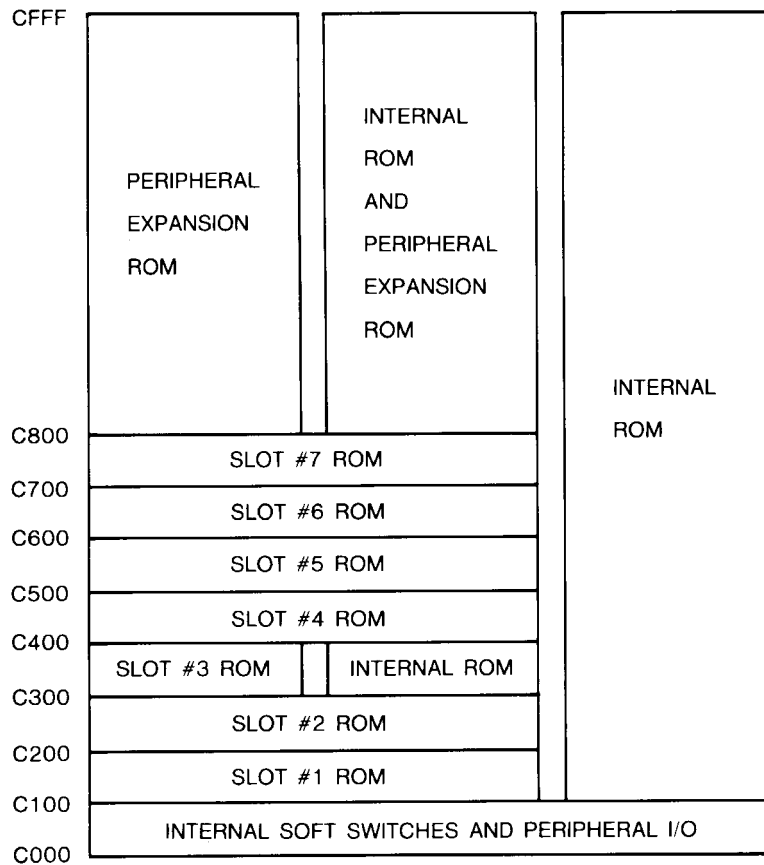 CFFF
PERIPHERAL
EXPANSION
ROM
INTERNAL
ROM
AND
PERIPHERAL
EXPANSION
ROM
INTERNAL
ROM
C800
SLOT #7 ROM
C700
SLOT #6 ROM
C600
SLOT #5 ROM
C500
SLOT #4 ROM
C400
SLOT #3 ROM
INTERNAL ROM
C300
SLOT #2 ROM
C200
SLOT #1 ROM
C100
INTERNAL SOFT SWITCHES AND PERIPHERAL I/O
C000